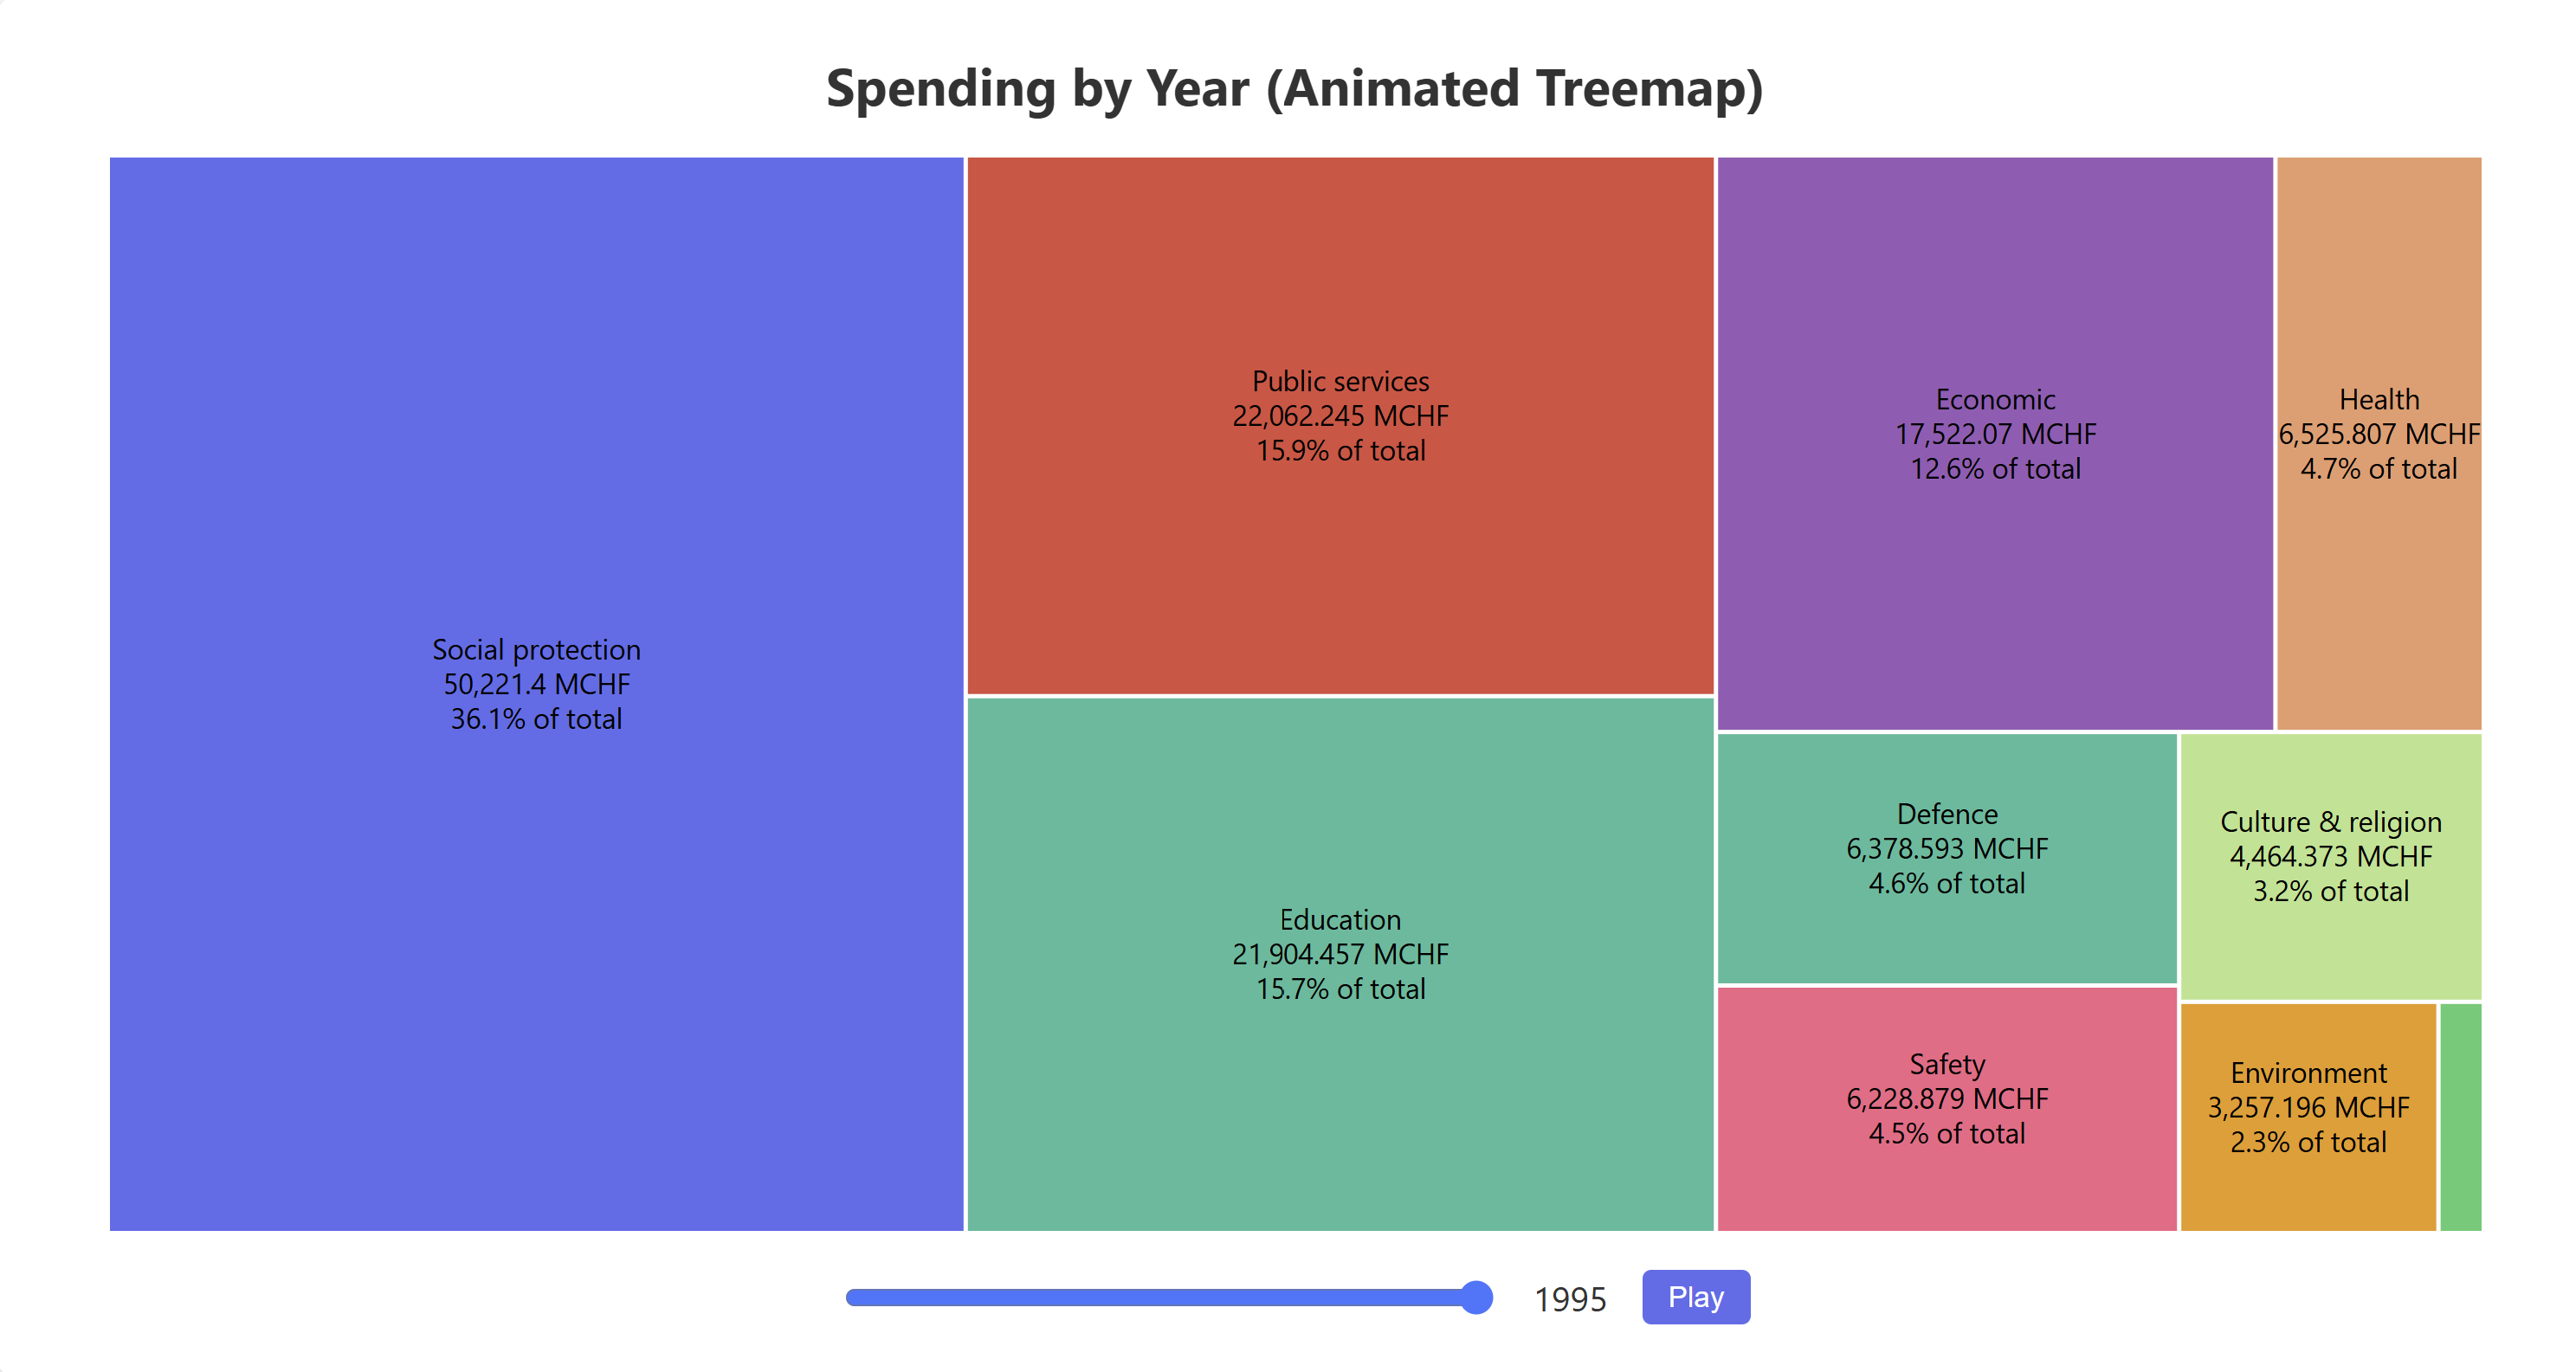 Spending by Year (Animated Treemap)
Social protection
50,221.4 MCHF
36.1% of total
Public services
22,062.245 MCHF
15.9% of total
Education
21,904.457 MCHF
15.7% of total
Economic
17,522.07 MCHF
12.6% of total
Health
6,525.807 MCHF
4.7% of total
Defence
6,378.593 MCHF
4.6% of total
Safety
6,228.879 MCHF
4.5% of total
Culture & religion
4,464.373 MCHF
3.2% of total
Environment
3,257.196 MCHF
2.3% of total
1995
Play